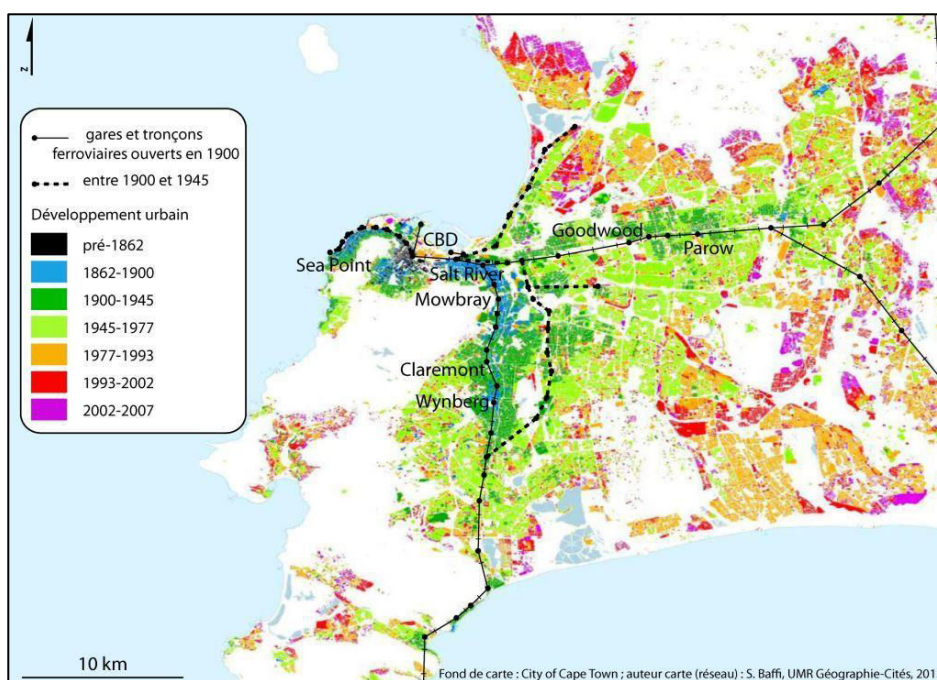 z
gares et tronçons
ferroviaires ouverts en 1900
entre 1900 et 1945
Développement urbain
pré-1862
1862-1900
1900-1945
1945-1977
1977-1993
1993-2002
2002-2007
Goodwood
CBD
Parow
Sea Point
Salt River
Mowbray
Claremont
Wynberg
10 km
Fond de carte : City of Cape Town ; auteur carte (réseau) : S. Baffi, UMR Géographie-Cités, 201